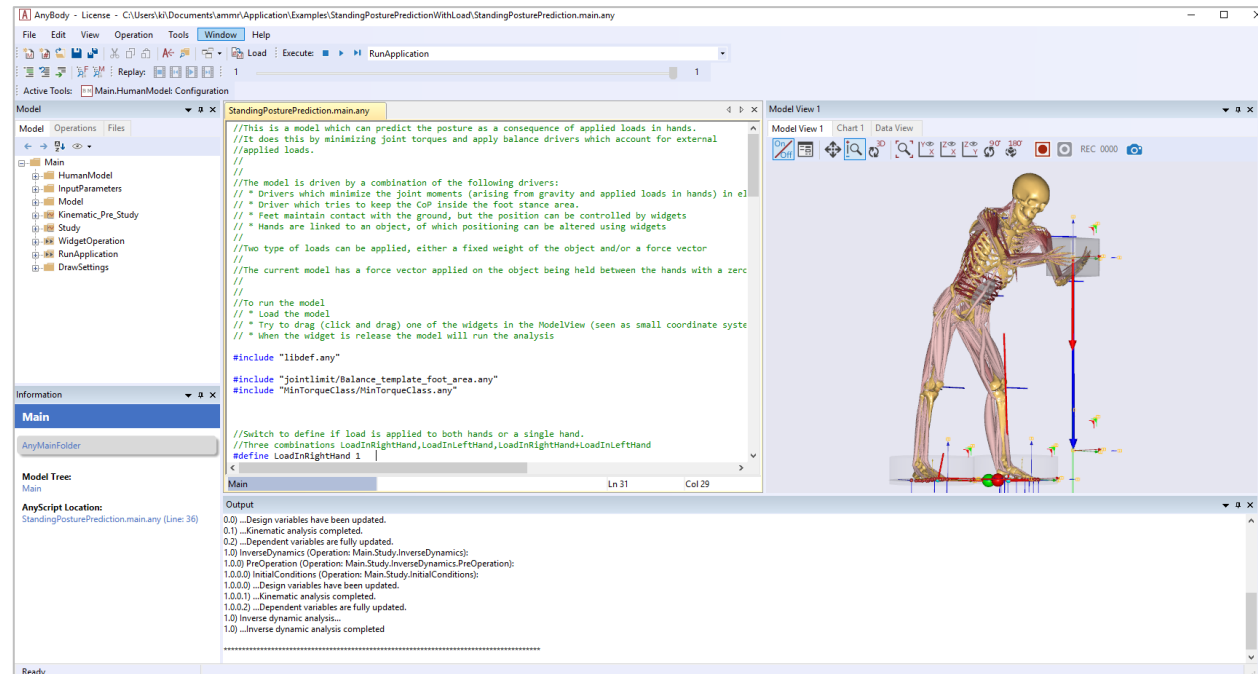 AnyBody - License - C:\Users\ki\Documents\ammr\Application\Examples\StandingPosturePredictionWithLoad\StandingPosturePrediction.main.any
File Edit View Operation Tools Window Help
Load Execute: RunApplication
Replay: 1 1
Active Tools: Main.HumanModel: Configuration
Model
Model Operations Files
Main
HumanModel
InputParameters
Model
Kinematic_Pre_Study
Study
WidgetOperation
RunApplication
DrawSettings
Information
Main
AnyMainFolder
Model Tree:
Main
AnyScript Location:
StandingPosturePrediction.main.any (Line: 36)
StandingPosturePrediction.main.any
//This is a model which can predict the posture as a consequence of applied loads in hands.
//It does this by minimizing joint torques and apply balance drivers which account for external
//applied loads.
//
//
//The model is driven by a combination of the following drivers:
// * Drivers which minimize the joint moments (arising from gravity and applied loads in hands) in el
// * Driver which tries to keep the CoP inside the foot stance area.
// * Feet maintain contact with the ground, but the position can be controlled by widgets
// * Hands are linked to an object, of which positioning can be altered using widgets
//
//Two type of loads can be applied, either a fixed weight of the object and/or a force vector
//
//The current model has a force vector applied on the object being held between the hands with a zero
//
//
//To run the model
// * Load the model
// * Try to drag (click and drag) one of the widgets in the ModelView (seen as small coordinate syste
// * When the widget is release the model will run the analysis
#include "libdef.any"
#include "jointlimit/Balance_template_foot_area.any"
#include "MinTorqueClass/MinTorqueClass.any"
//Switch to define if load is applied to both hands or a single hand.
//Three combinations LoadInRightHand,LoadInLeftHand,LoadInRightHand+LoadInLeftHand
#define LoadInRightHand 1
Main Ln 31 Col 29
Model View 1
Model View 1 Chart 1 Data View
On/Off 3D Y X Z X Z Y 90° 180° REC 0000
Output
0.0) ...Design variables have been updated.
0.1) ...Kinematic analysis completed.
0.2) ...Dependent variables are fully updated.
1.0) InverseDynamics (Operation: Main.Study.InverseDynamics):
1.0.0) PreOperation (Operation: Main.Study.InverseDynamics.PreOperation):
1.0.0.0) InitialConditions (Operation: Main.Study.InitialConditions):
1.0.0.0) ...Design variables have been updated.
1.0.0.1) ...Kinematic analysis completed.
1.0.0.2) ...Dependent variables are fully updated.
1.0) Inverse dynamic analysis...
1.0) ...Inverse dynamic analysis completed
Ready